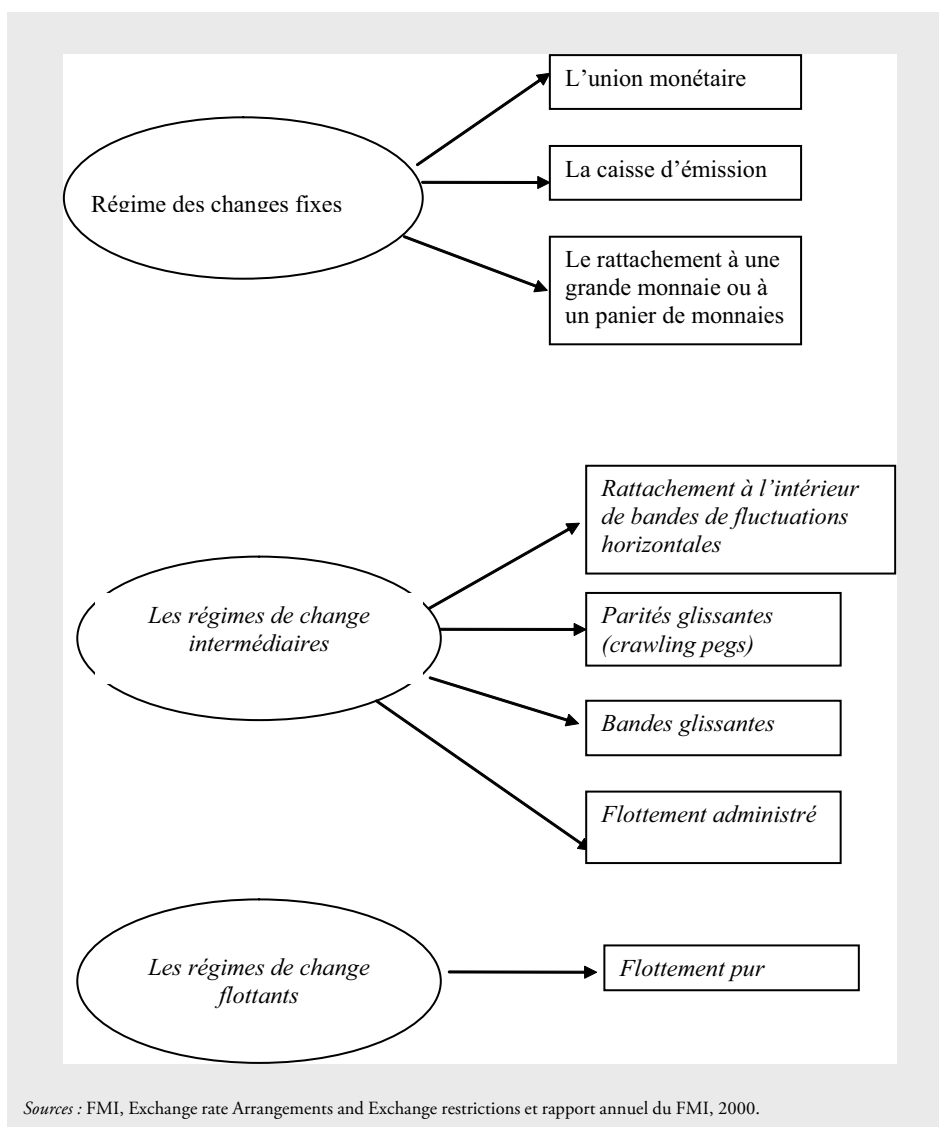 L’union monétaire
La caisse d’émission
Régime des changes fixes
Le rattachement à une
grande monnaie ou à
un panier de monnaies
Rattachement à l’intérieur
de bandes de fluctuations
horizontales
Les régimes de change
intermédiaires
Parités glissantes
(crawling pegs)
Bandes glissantes
Flottement administré
Les régimes de change
flottants
Flottement pur
Sources : FMI, Exchange rate Arrangements and Exchange restrictions et rapport annuel du FMI, 2000.